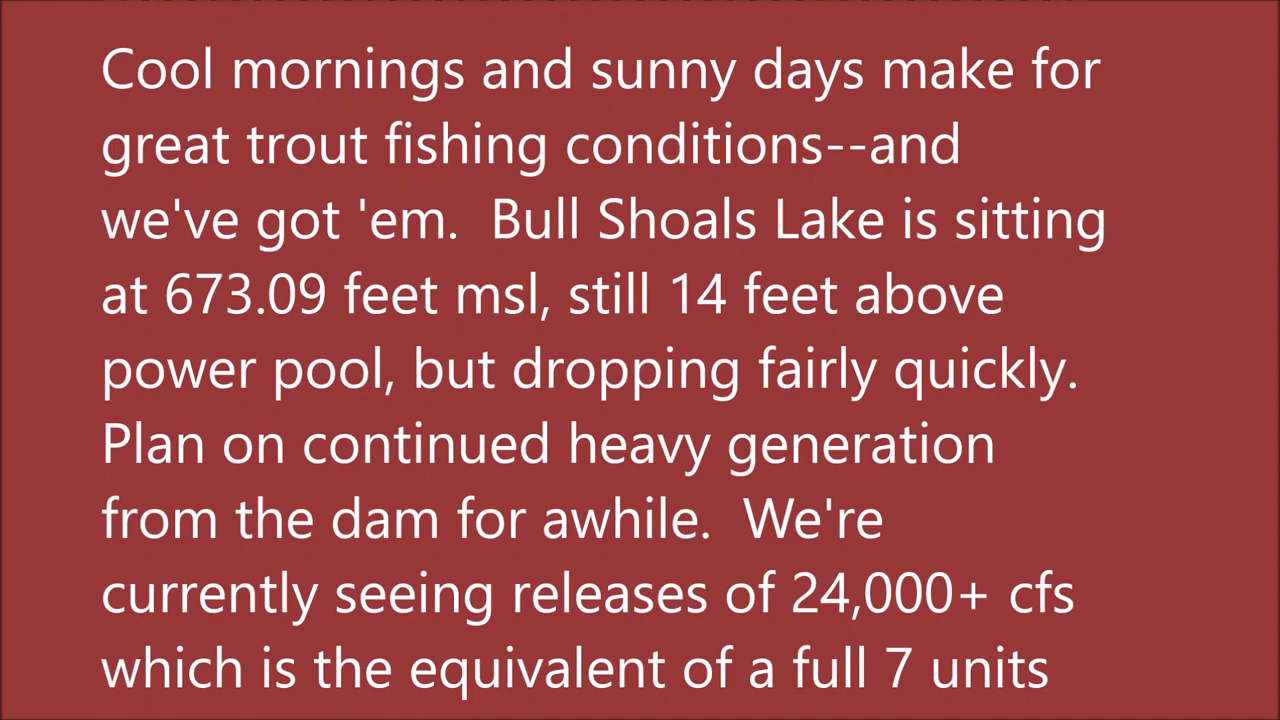 Cool mornings and sunny days make for
great trout fishing conditions--and
we've got 'em.  Bull Shoals Lake is sitting
at 673.09 feet msl, still 14 feet above
power pool, but dropping fairly quickly.
Plan on continued heavy generation
from the dam for awhile.  We're
currently seeing releases of 24,000+ cfs
which is the equivalent of a full 7 units